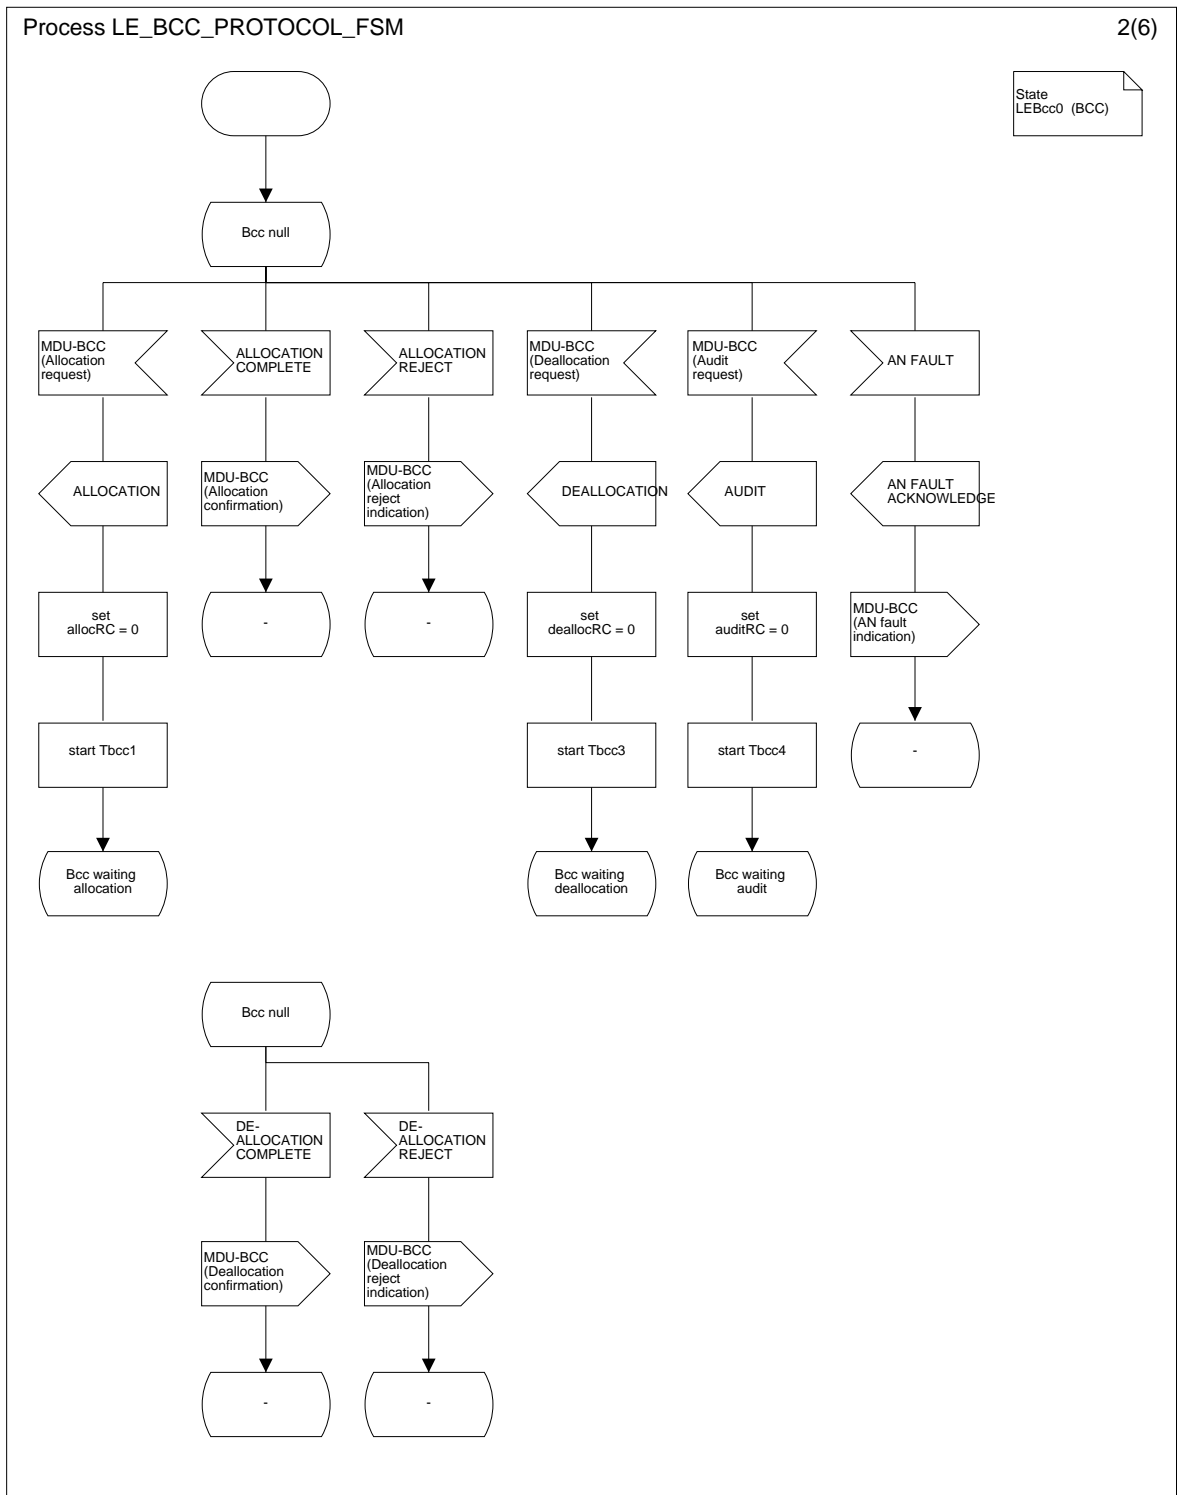 Process LE_BCC_PROTOCOL_FSM
2(6)
State
LEBcc0 (BCC)
Bcc null
MDU-BCC
(Allocation
request)
ALLOCATION
COMPLETE
ALLOCATION
REJECT
MDU-BCC
(Deallocation
request)
MDU-BCC
(Audit
request)
AN FAULT
ALLOCATION
MDU-BCC
(Allocation
confirmation)
MDU-BCC
(Allocation
reject
indication)
DEALLOCATION
AUDIT
AN FAULT
ACKNOWLEDGE
set
allocRC = 0
-
-
set
deallocRC = 0
set
auditRC = 0
MDU-BCC
(AN fault
indication)
start Tbcc1
start Tbcc3
start Tbcc4
-
Bcc waiting
allocation
Bcc waiting
deallocation
Bcc waiting
audit
Bcc null
DE-
ALLOCATION
COMPLETE
DE-
ALLOCATION
REJECT
MDU-BCC
(Deallocation
confirmation)
MDU-BCC
(Deallocation
reject
indication)
-
-